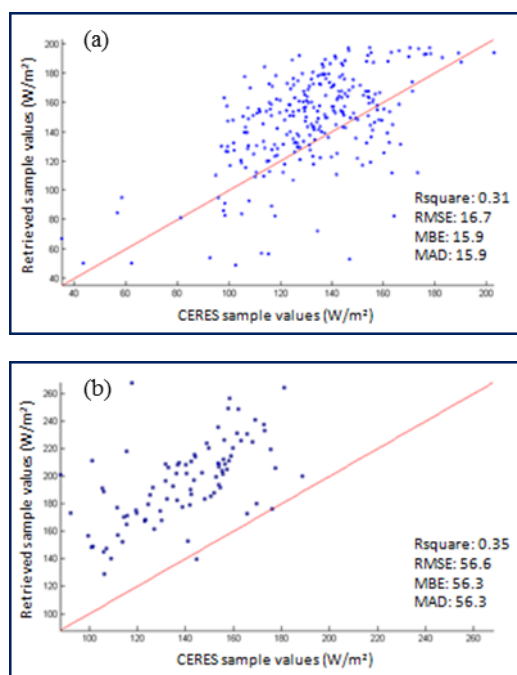 (a)
Retrieved sample values (W/m²)
200
180
160
140
120
100
80
60
40
Rsquare: 0.31
RMSE: 16.7
MBE: 15.9
MAD: 15.9
40 60 80 100 120 140 160 180 200
CERES sample values (W/m²)
(b)
Retrieved sample values (W/m²)
260
240
220
200
180
160
140
120
100
Rsquare: 0.35
RMSE: 56.6
MBE: 56.3
MAD: 56.3
100 120 140 160 180 200 220 240 260
CERES sample values (W/m²)